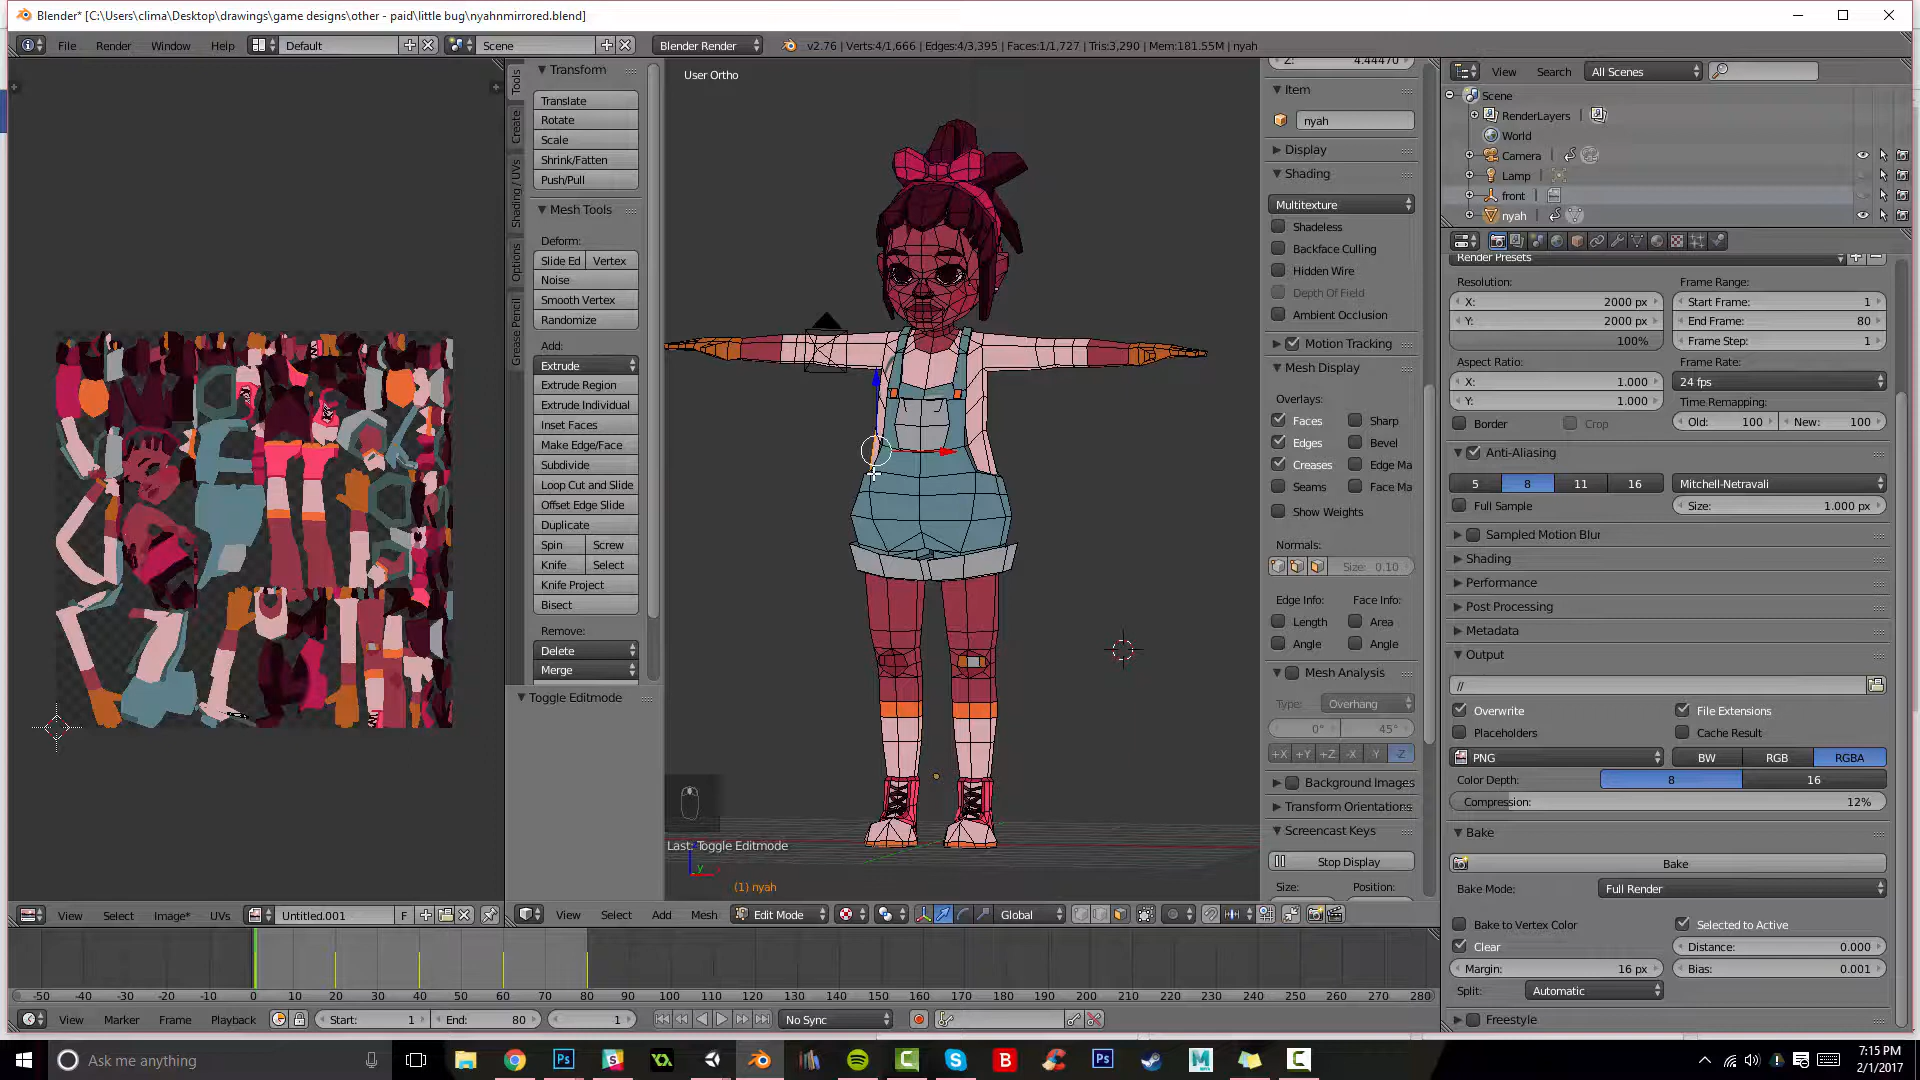 Blender* [C:\Users\clima\Desktop\drawings\game designs\other - paid\little bug\nyahnmirrored.blend]
File Render Window Help Default Scene Blender Render v2.76 | Verts:4/1,666 | Edges:4/3,395 | Faces:1/1,727 | Tris:3,290 | Mem:181.55M | nyah
User Ortho
Tools
Create
Shading / UVs
Options
Grease Pencil
Transform
Translate
Rotate
Scale
Shrink/Fatten
Push/Pull
Mesh Tools
Deform:
Slide Ed Vertex
Noise
Smooth Vertex
Randomize
Add:
Extrude
Extrude Region
Extrude Individual
Inset Faces
Make Edge/Face
Subdivide
Loop Cut and Slide
Offset Edge Slide
Duplicate
Spin Screw
Knife Select
Knife Project
Bisect
Remove:
Delete
Merge
Toggle Editmode
Last: Toggle Editmode
(1) nyah
Z: 4.44470
Item
nyah
Display
Shading
Multitexture
Shadeless
Backface Culling
Hidden Wire
Depth Of Field
Ambient Occlusion
Motion Tracking
Mesh Display
Overlays:
Faces Sharp
Edges Bevel
Creases Edge Ma
Seams Face Ma
Show Weights
Normals:
Size: 0.10
Edge Info: Face Info:
Length Area
Angle Angle
Mesh Analysis
Type: Overhang
0° 45°
+X +Y +Z -X -Y -Z
Background Images
Transform Orientations
Screencast Keys
Stop Display
Size: Position:
View Search All Scenes
Scene
RenderLayers
World
Camera
Lamp
front
nyah
Render Presets
Resolution: Frame Range:
X: 2000 px Start Frame: 1
Y: 2000 px End Frame: 80
100% Frame Step: 1
Aspect Ratio: Frame Rate:
X: 1.000 24 fps
Y: 1.000 Time Remapping:
Border Crop Old: 100 New: 100
Anti-Aliasing
5 8 11 16 Mitchell-Netravali
Full Sample Size: 1.000 px
Sampled Motion Blur
Shading
Performance
Post Processing
Metadata
Output
//
Overwrite File Extensions
Placeholders Cache Result
PNG BW RGB RGBA
Color Depth: 8 16
Compression: 12%
Bake
Bake
Bake Mode: Full Render
Bake to Vertex Color Selected to Active
Clear Distance: 0.000
Margin: 16 px Bias: 0.001
Split: Automatic
Freestyle
View Select Image* UVs Untitled.001 F View Select Add Mesh Edit Mode Global
-50 -40 -30 -20 -10 0 10 20 30 40 50 60 70 80 90 100 110 120 130 140 150 160 170 180 190 200 210 220 230 240 250 260 270 280
View Marker Frame Playback Start: 1 End: 80 1 No Sync
Ask me anything
7:15 PM
2/1/2017